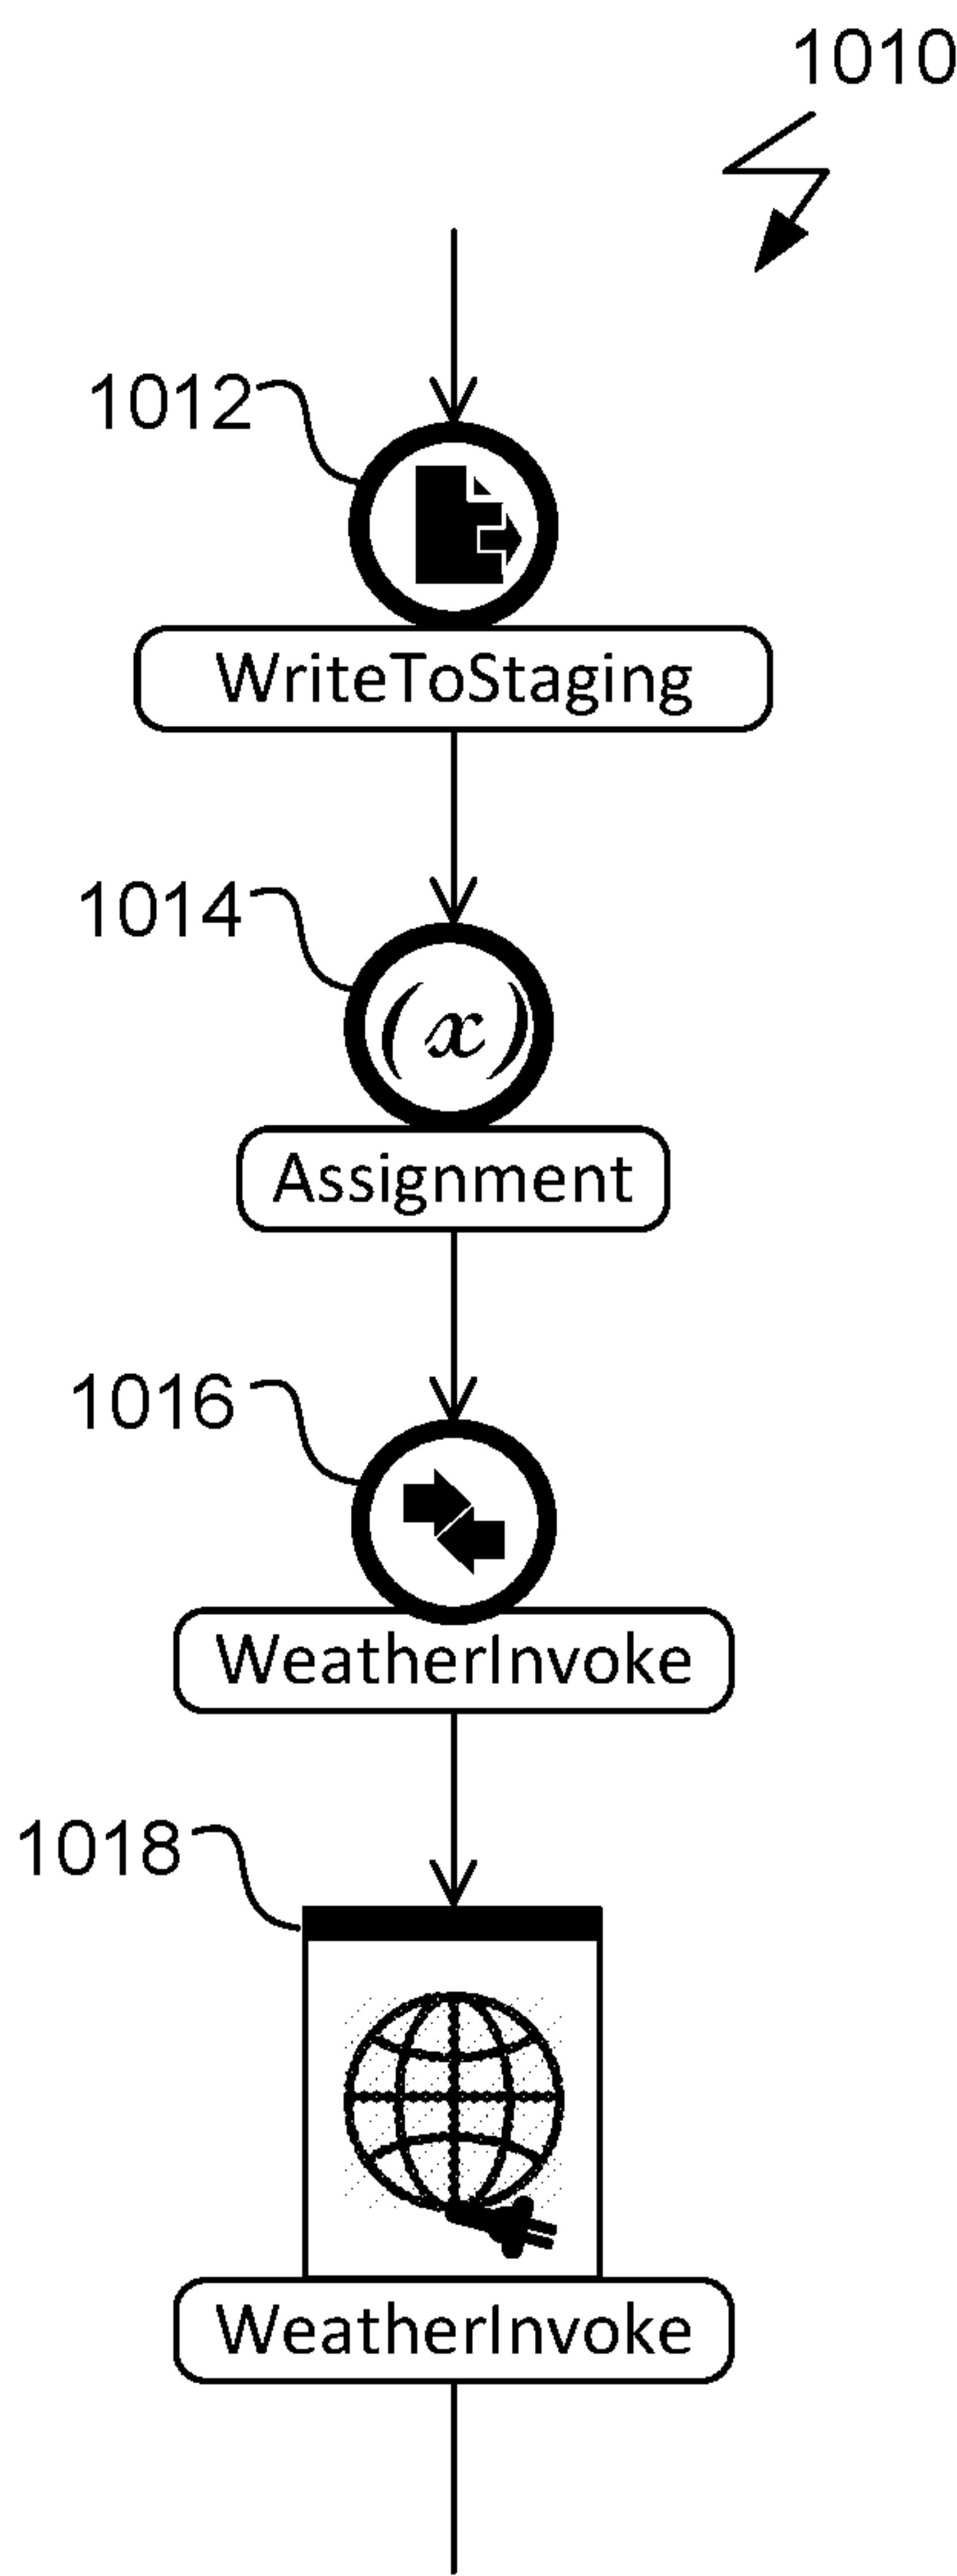 1010
1012
WriteToStaging
1014
(x)
Assignment
1016
WeatherInvoke
1018
WeatherInvoke